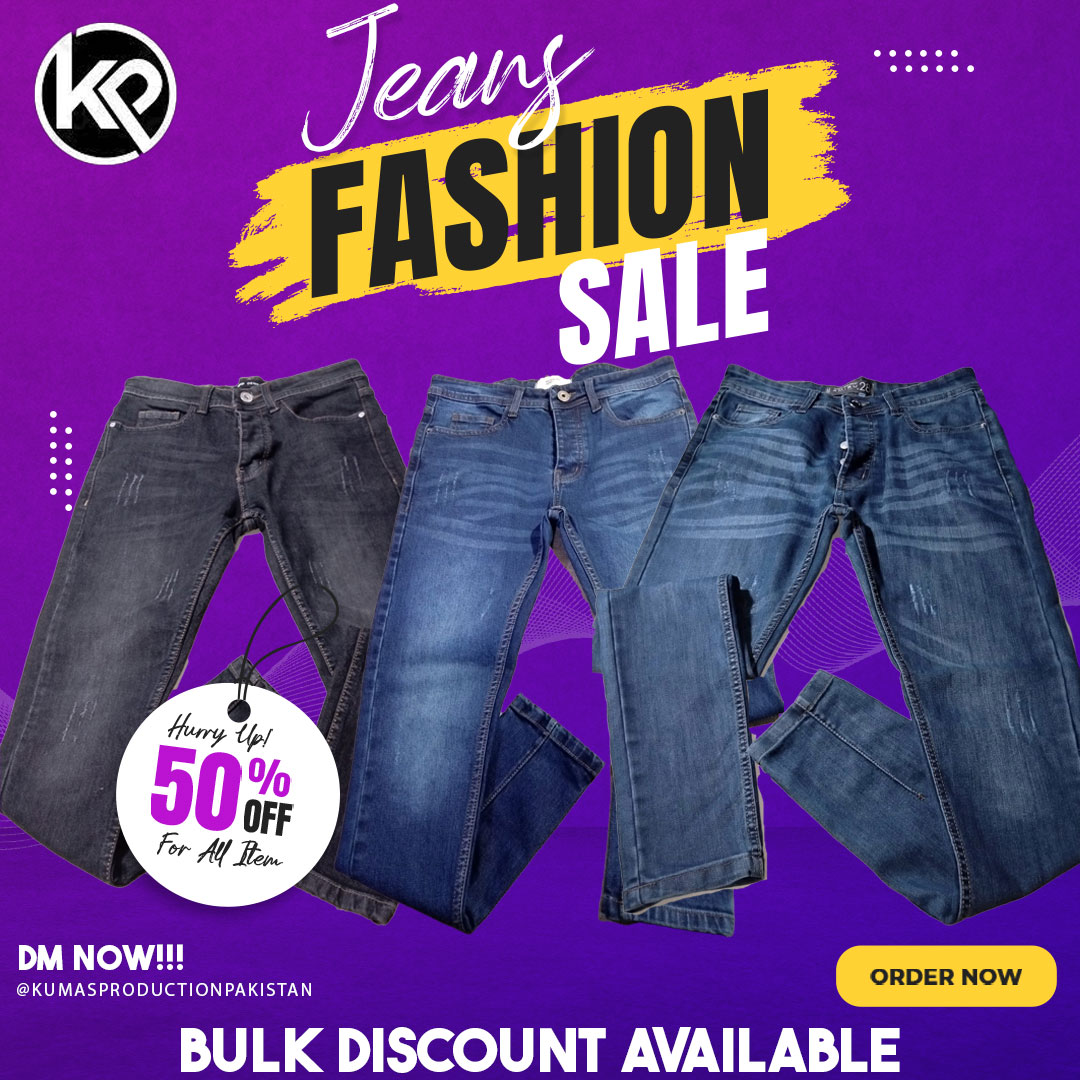 KP
Jeans
FASHION
SALE
Hurry Up!
50%
OFF
For All Item
DM NOW!!!
@KUMASPRODUCTIONPAKISTAN
ORDER NOW
BULK DISCOUNT AVAILABLE